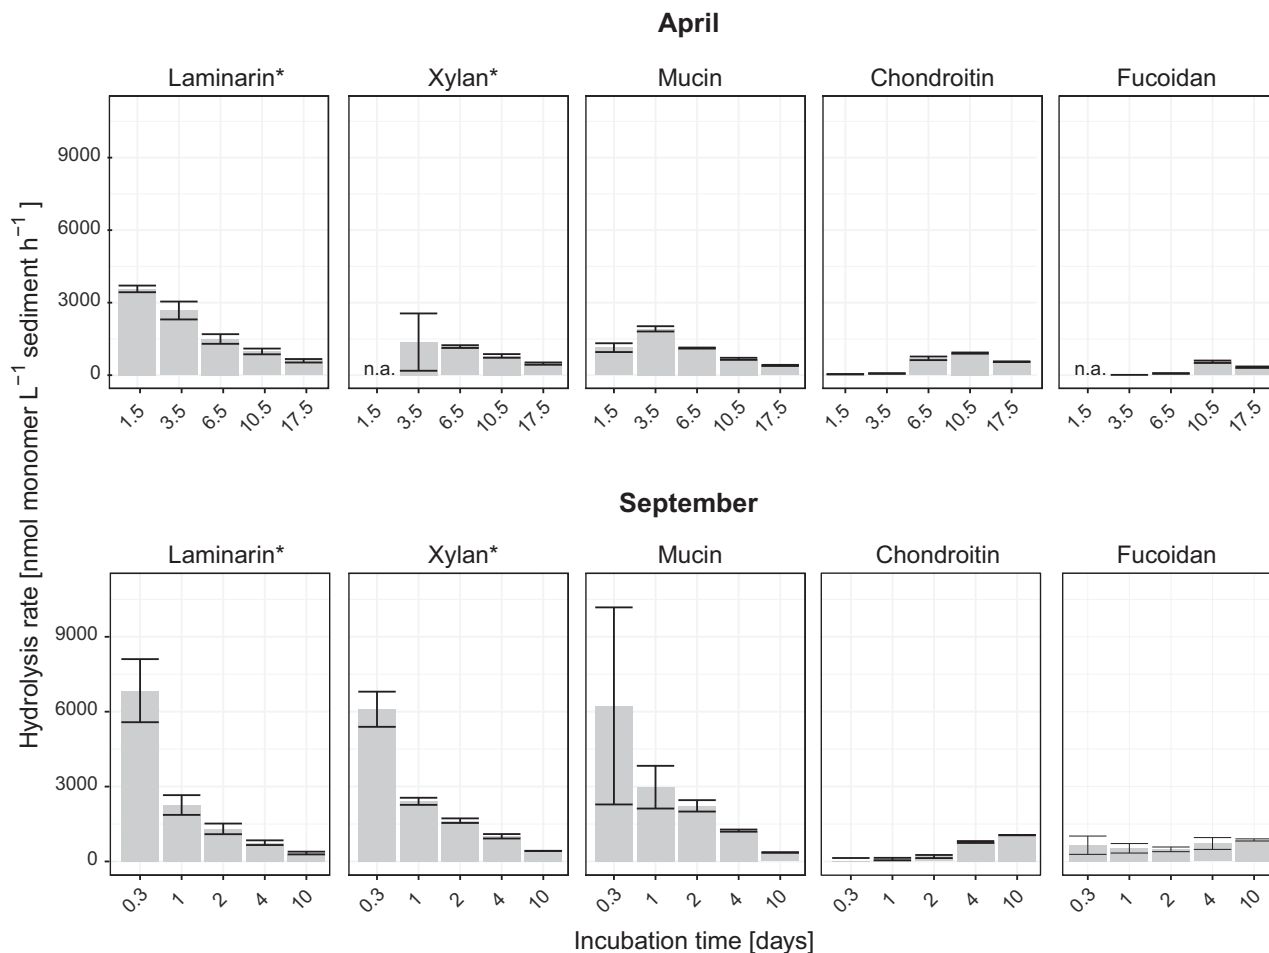 April
Laminarin* Xylan* Mucin Chondroitin Fucoidan
9000
6000
3000
0
n.a. n.a.
1.5 3.5 6.5 10.5 17.5 1.5 3.5 6.5 10.5 17.5 1.5 3.5 6.5 10.5 17.5 1.5 3.5 6.5 10.5 17.5 1.5 3.5 6.5 10.5 17.5
Hydrolysis rate [nmol monomer L⁻¹ sediment h⁻¹ ]
September
Laminarin* Xylan* Mucin Chondroitin Fucoidan
9000
6000
3000
0
0.3 1 2 4 10 0.3 1 2 4 10 0.3 1 2 4 10 0.3 1 2 4 10 0.3 1 2 4 10
Incubation time [days]